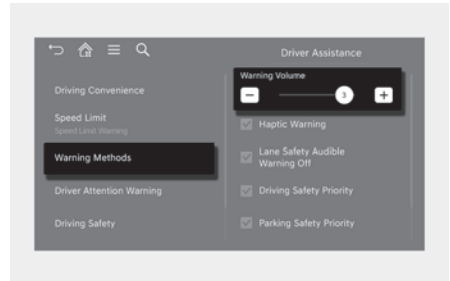 Driver Assistance
Driving Convenience
Speed Limit
Speed Limit Warning
Warning Methods
Driver Attention Warning
Driving Safety
Warning Volume
3
Haptic Warning
Lane Safety Audible
Warning Off
Driving Safety Priority
Parking Safety Priority